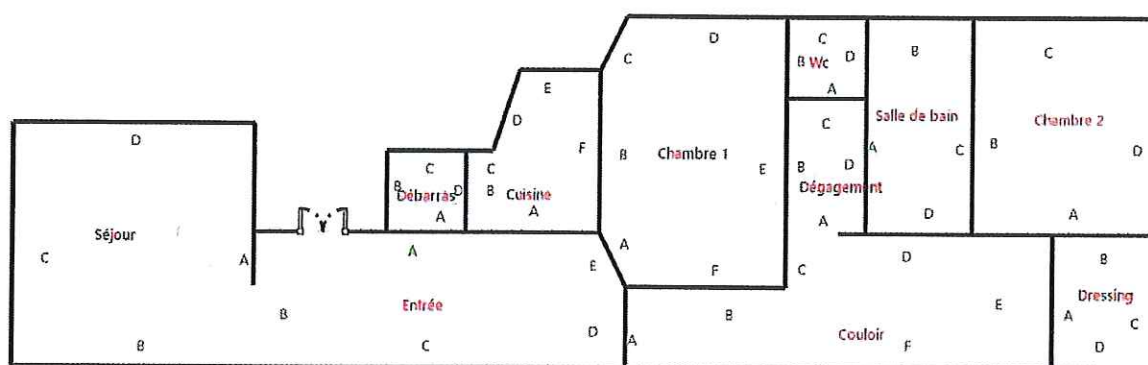 D
C
B
Wc
D
B
C
C
E
A
D
Salle de bain
Chambre 2
D
C
D
F
B
Chambre 1
A
C
B
D
C
C
E
B
D
B
Débarras
D
B
Cuisine
Dégagement
A
A
A
D
A
Séjour
A
A
D
C
A
E
F
C
B
Entrée
E
Dressing
B
D
B
A
C
A
Couloir
B
C
F
D